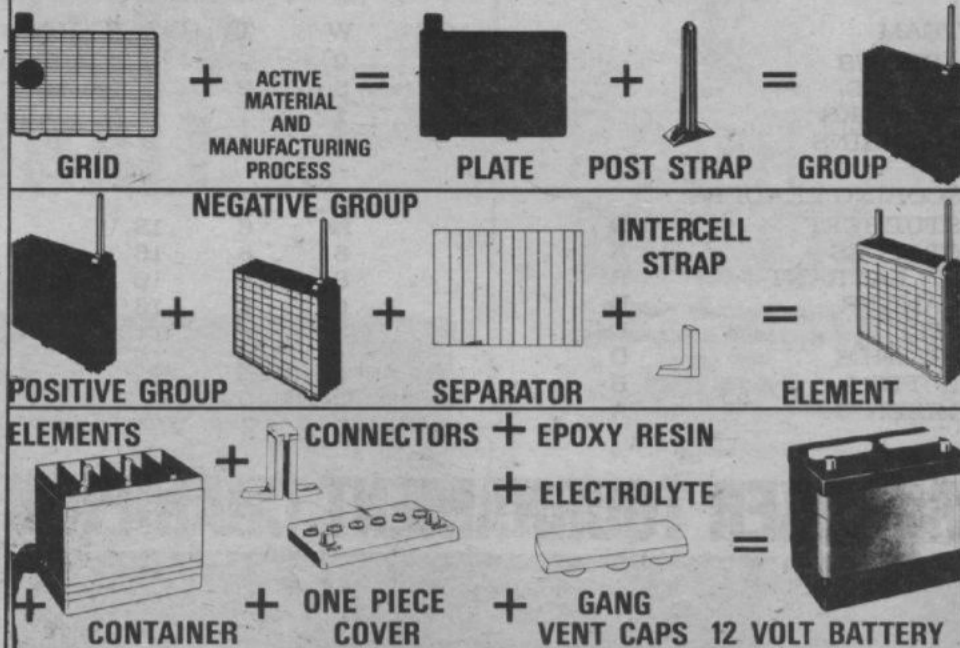 GRID
+
ACTIVE
MATERIAL
AND
MANUFACTURING
PROCESS
=
PLATE
+
POST STRAP
=
GROUP
POSITIVE GROUP
+
NEGATIVE GROUP
+
SEPARATOR
+
INTERCELL
STRAP
=
ELEMENT
ELEMENTS
+
CONTAINER
+
CONNECTORS
+
ONE PIECE
COVER
+ EPOXY RESIN
+ ELECTROLYTE
+
GANG
VENT CAPS
=
12 VOLT BATTERY